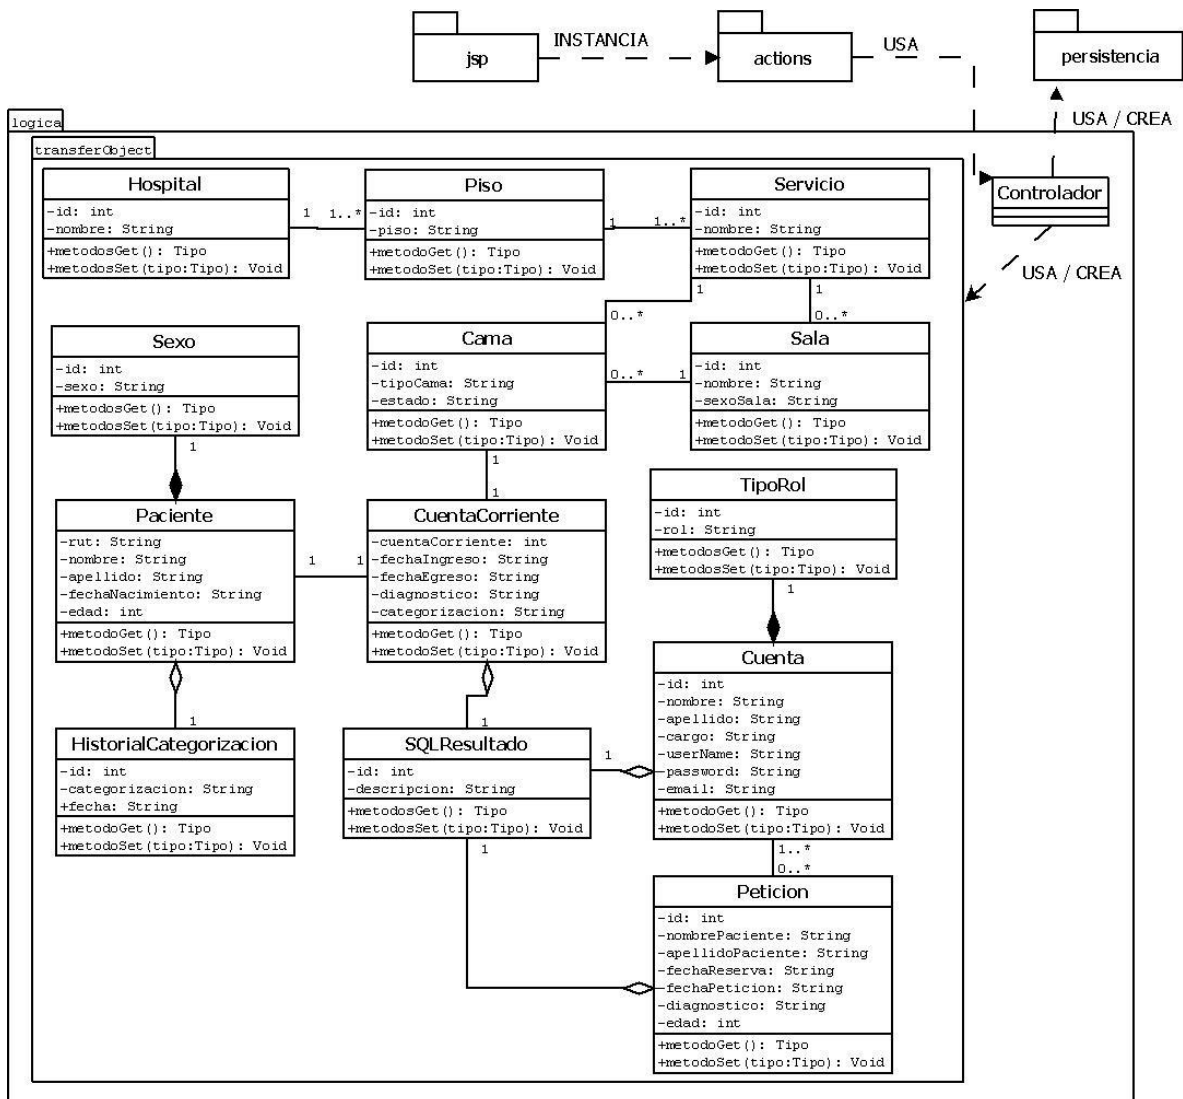 jsp
INSTANCIA
actions
USA
persistencia
USA / CREA
logica
transferObject
Controlador
USA / CREA
Hospital
-id: int
-nombre: String
+metodosGet(): Tipo
+metodosSet(tipo:Tipo): Void
1
1..*
Piso
-id: int
-piso: String
+metodoGet(): Tipo
+metodoSet(tipo:Tipo): Void
1
1..*
Servicio
-id: int
-nombre: String
+metodoGet(): Tipo
+metodoSet(tipo:Tipo): Void
1
0..*
1
0..*
Sexo
-id: int
-sexo: String
+metodosGet(): Tipo
+metodosSet(tipo:Tipo): Void
1
Cama
-id: int
-tipoCama: String
-estado: String
+metodoGet(): Tipo
+metodoSet(tipo:Tipo): Void
0..*
1
Sala
-id: int
-nombre: String
-sexoSala: String
+metodoGet(): Tipo
+metodoSet(tipo:Tipo): Void
1
1
Paciente
-rut: String
-nombre: String
-apellido: String
-fechaNacimiento: String
-edad: int
+metodoGet(): Tipo
+metodoSet(tipo:Tipo): Void
1
1
CuentaCorriente
-cuentaCorriente: int
-fechaIngreso: String
-fechaEgreso: String
-diagnostico: String
-categorizacion: String
+metodoGet(): Tipo
+metodoSet(tipo:Tipo): Void
TipoRol
-id: int
-rol: String
+metodosGet(): Tipo
+metodosSet(tipo:Tipo): Void
1
1
HistorialCategorizacion
-id: int
-categorizacion: String
+fecha: String
+metodoGet(): Tipo
+metodoSet(tipo:Tipo): Void
1
SQLResultado
-id: int
-descripcion: String
+metodosGet(): Tipo
+metodosSet(tipo:Tipo): Void
1
1
Cuenta
-id: int
-nombre: String
-apellido: String
-cargo: String
-userName: String
-password: String
-email: String
+metodoGet(): Tipo
+metodoSet(tipo:Tipo): Void
1..*
0..*
Peticion
-id: int
-nombrePaciente: String
-apellidoPaciente: String
-fechaReserva: String
-fechaPeticion: String
-diagnostico: String
-edad: int
+metodoGet(): Tipo
+metodoSet(tipo:Tipo): Void